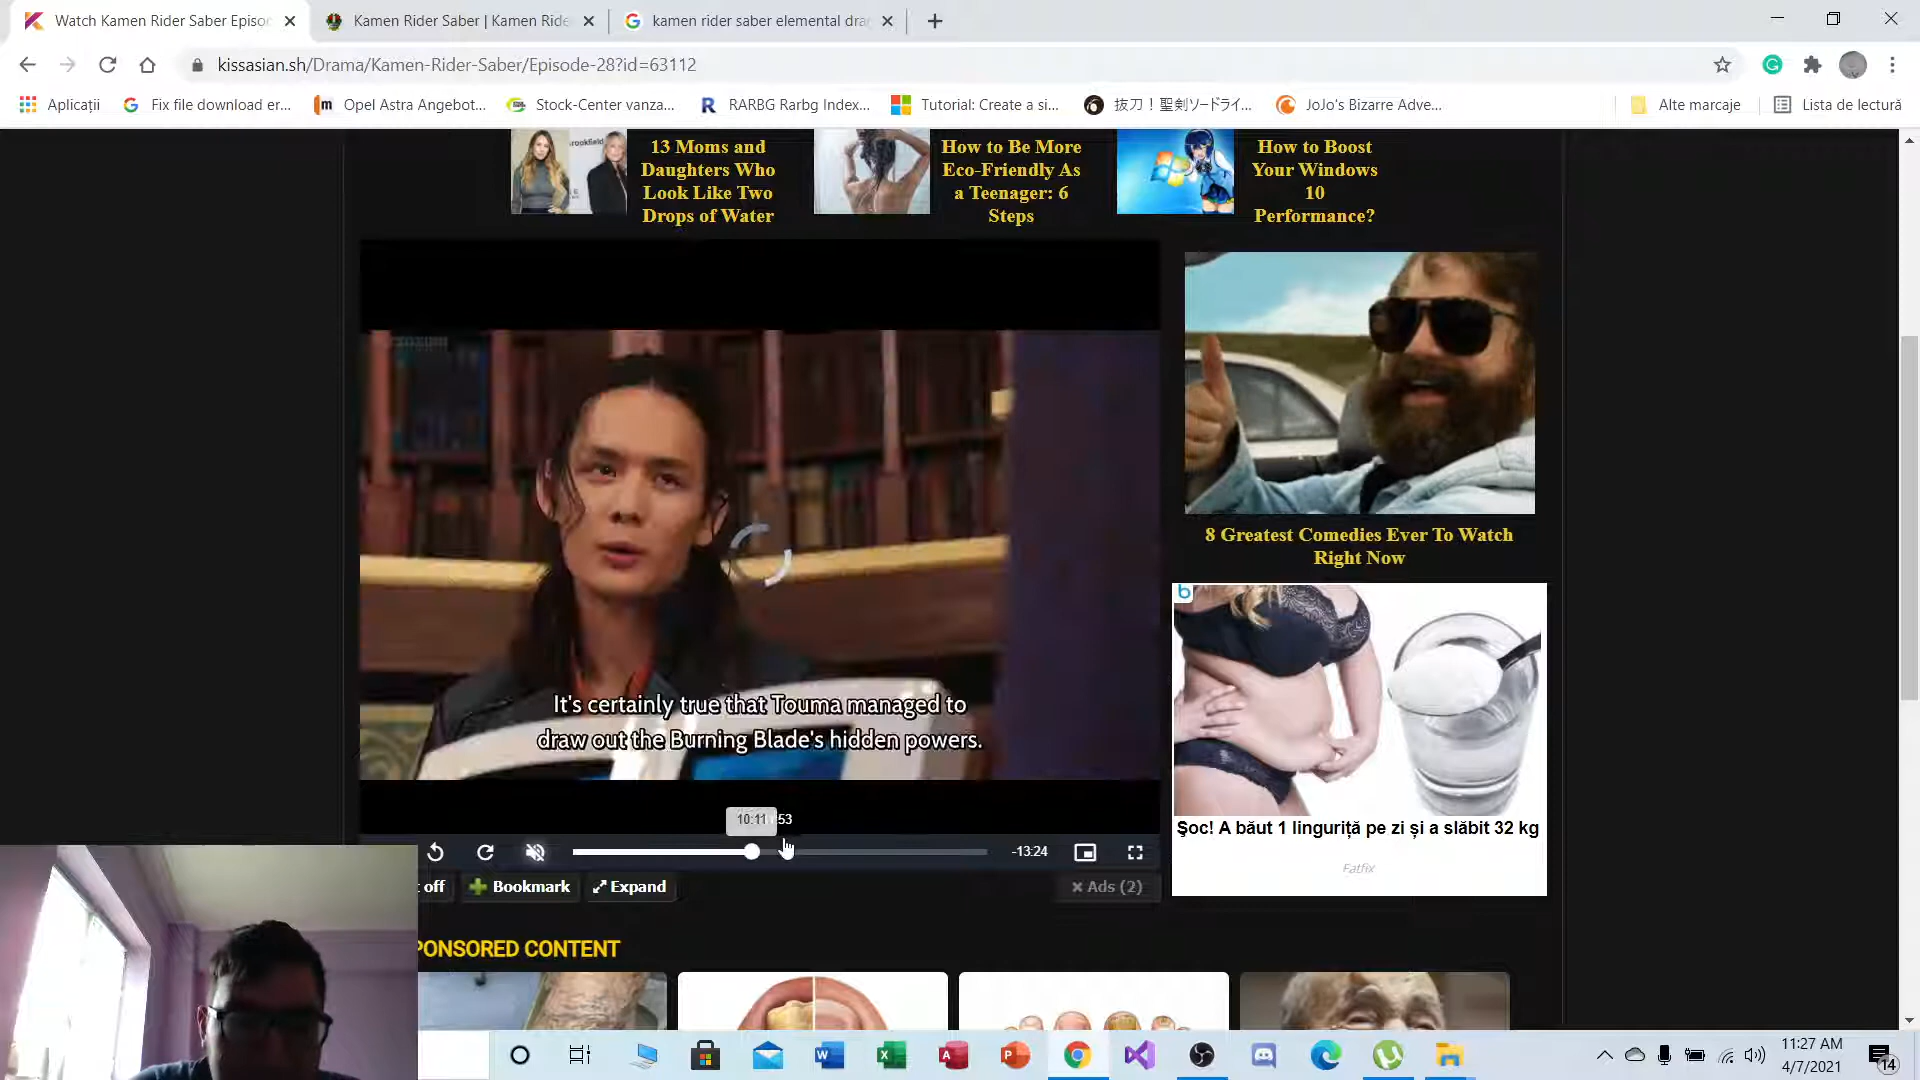 Watch Kamen Rider Saber Episo
Kamen Rider Saber | Kamen Ride
kamen rider saber elemental dra
kissasian.sh/Drama/Kamen-Rider-Saber/Episode-28?id=63112
Aplicații
Fix file download er...
Opel Astra Angebot...
Stock-Center vanza...
RARBG Rarbg Index...
Tutorial: Create a si...
抜刀！聖剣ソードライ...
JoJo's Bizarre Adve...
Alte marcaje
Lista de lectură
13 Moms and
Daughters Who
Look Like Two
Drops of Water
How to Be More
Eco-Friendly As
a Teenager: 6
Steps
How to Boost
Your Windows
10
Performance?
8 Greatest Comedies Ever To Watch
Right Now
It's certainly true that Touma managed to
draw out the Burning Blade's hidden powers.
Șoc! A băut 1 linguriță pe zi și a slăbit 32 kg
Fatfix
10:11
53
-13:24
off
Bookmark
Expand
Ads (2)
PONSORED CONTENT
11:27 AM
4/7/2021
14